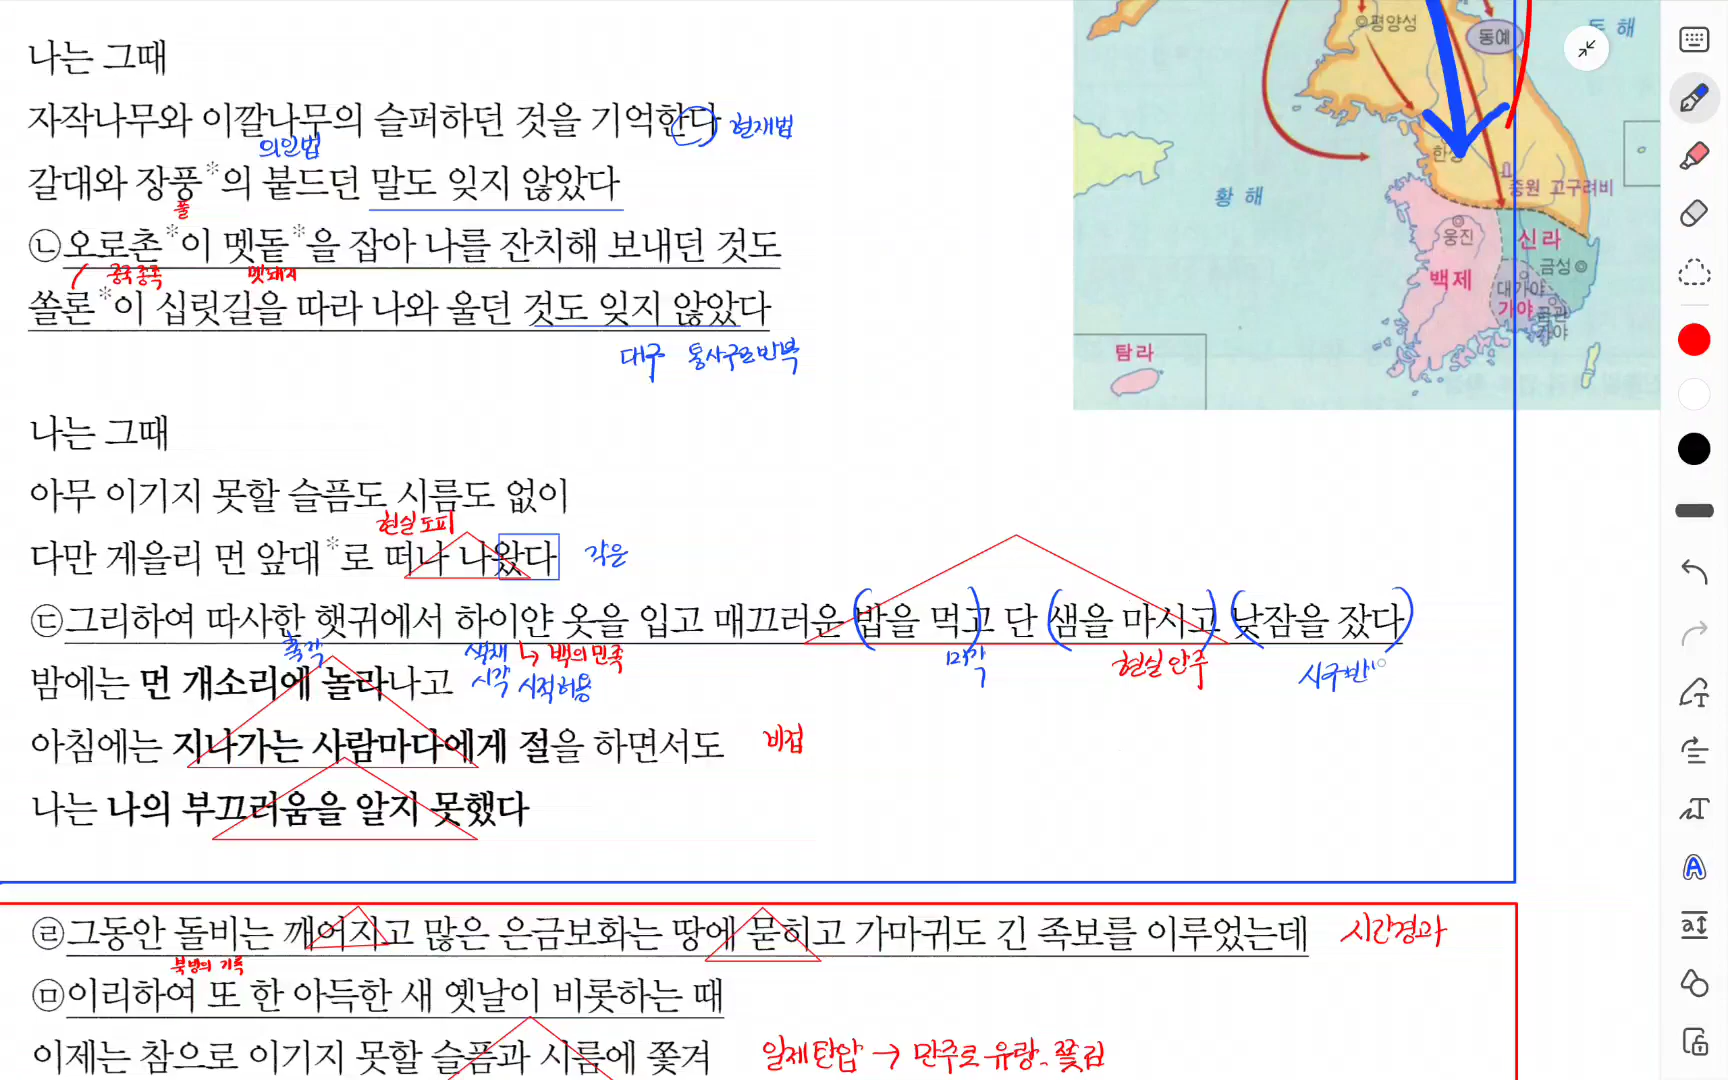 나는 그때
자작나무와 이깔나무의 슬퍼하던 것을 기억한다 현재법
의인법
갈대와 장풍*의 붙드던 말도 잊지 않았다
풀
㉡오로촌*이 멧돝*을 잡아 나를 잔치해 보내던 것도
중국 종족 멧돼지
쏠론*이 십릿길을 따라 나와 울던 것도 잊지 않았다
대구 통사구조반복
나는 그때
아무 이기지 못할 슬픔도 시름도 없이
현실도피
다만 게을리 먼 앞대*로 떠나 나왔다 각운
㉢그리하여 따사한 햇귀에서 하이얀 옷을 입고 매끄러운 밥을 먹고 단 샘을 마시고 낮잠을 잤다
촉각 색채 ↳ 백의 민족 미각 현실 안주 시구반
시각 시적허용
밤에는 먼 개소리에 놀라나고
아침에는 지나가는 사람마다에게 절을 하면서도 비겁
나는 나의 부끄러움을 알지 못했다
㉣그동안 돌비는 깨어지고 많은 은금보화는 땅에 묻히고 가마귀도 긴 족보를 이루었는데 시간경과
북방의 기록
㉤이리하여 또 한 아득한 새 옛날이 비롯하는 때
이제는 참으로 이기지 못할 슬픔과 시름에 쫓겨 일제탄압 → 만주로 유랑. 쫓김
평양성
동예
동 해
한성
중원 고구려비
황 해
웅진
신라
금성
백제
대가야
가야
금관
가야
탐라